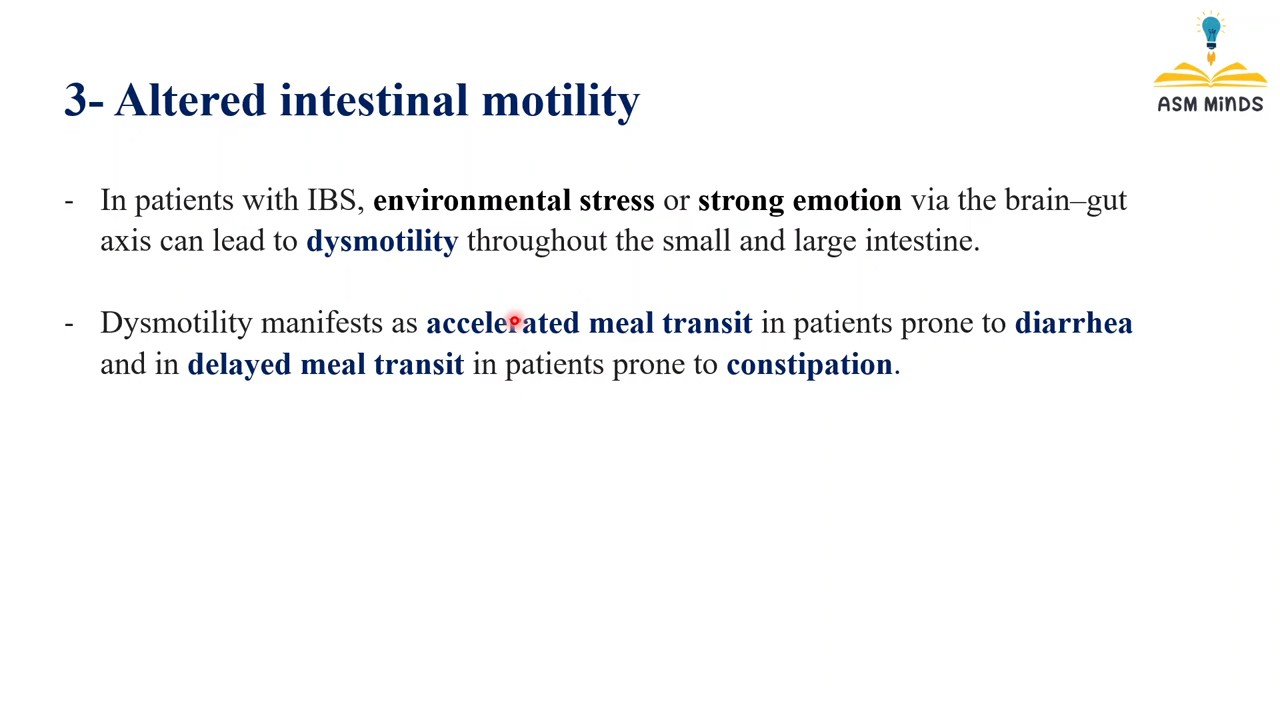 ASM MiNDS
3- Altered intestinal motility
- In patients with IBS, environmental stress or strong emotion via the brain–gut
axis can lead to dysmotility throughout the small and large intestine.
- Dysmotility manifests as accelerated meal transit in patients prone to diarrhea
and in delayed meal transit in patients prone to constipation.